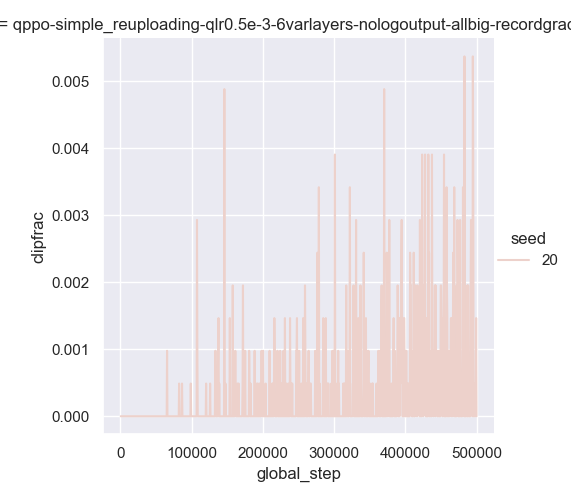 = qppo-simple_reuploading-qlr0.5e-3-6varlayers-nologoutput-allbig-recordgrad
0.005
0.004
0.003
0.002
0.001
0.000
dipfrac
0 100000 200000 300000 400000 500000
global_step
seed
20